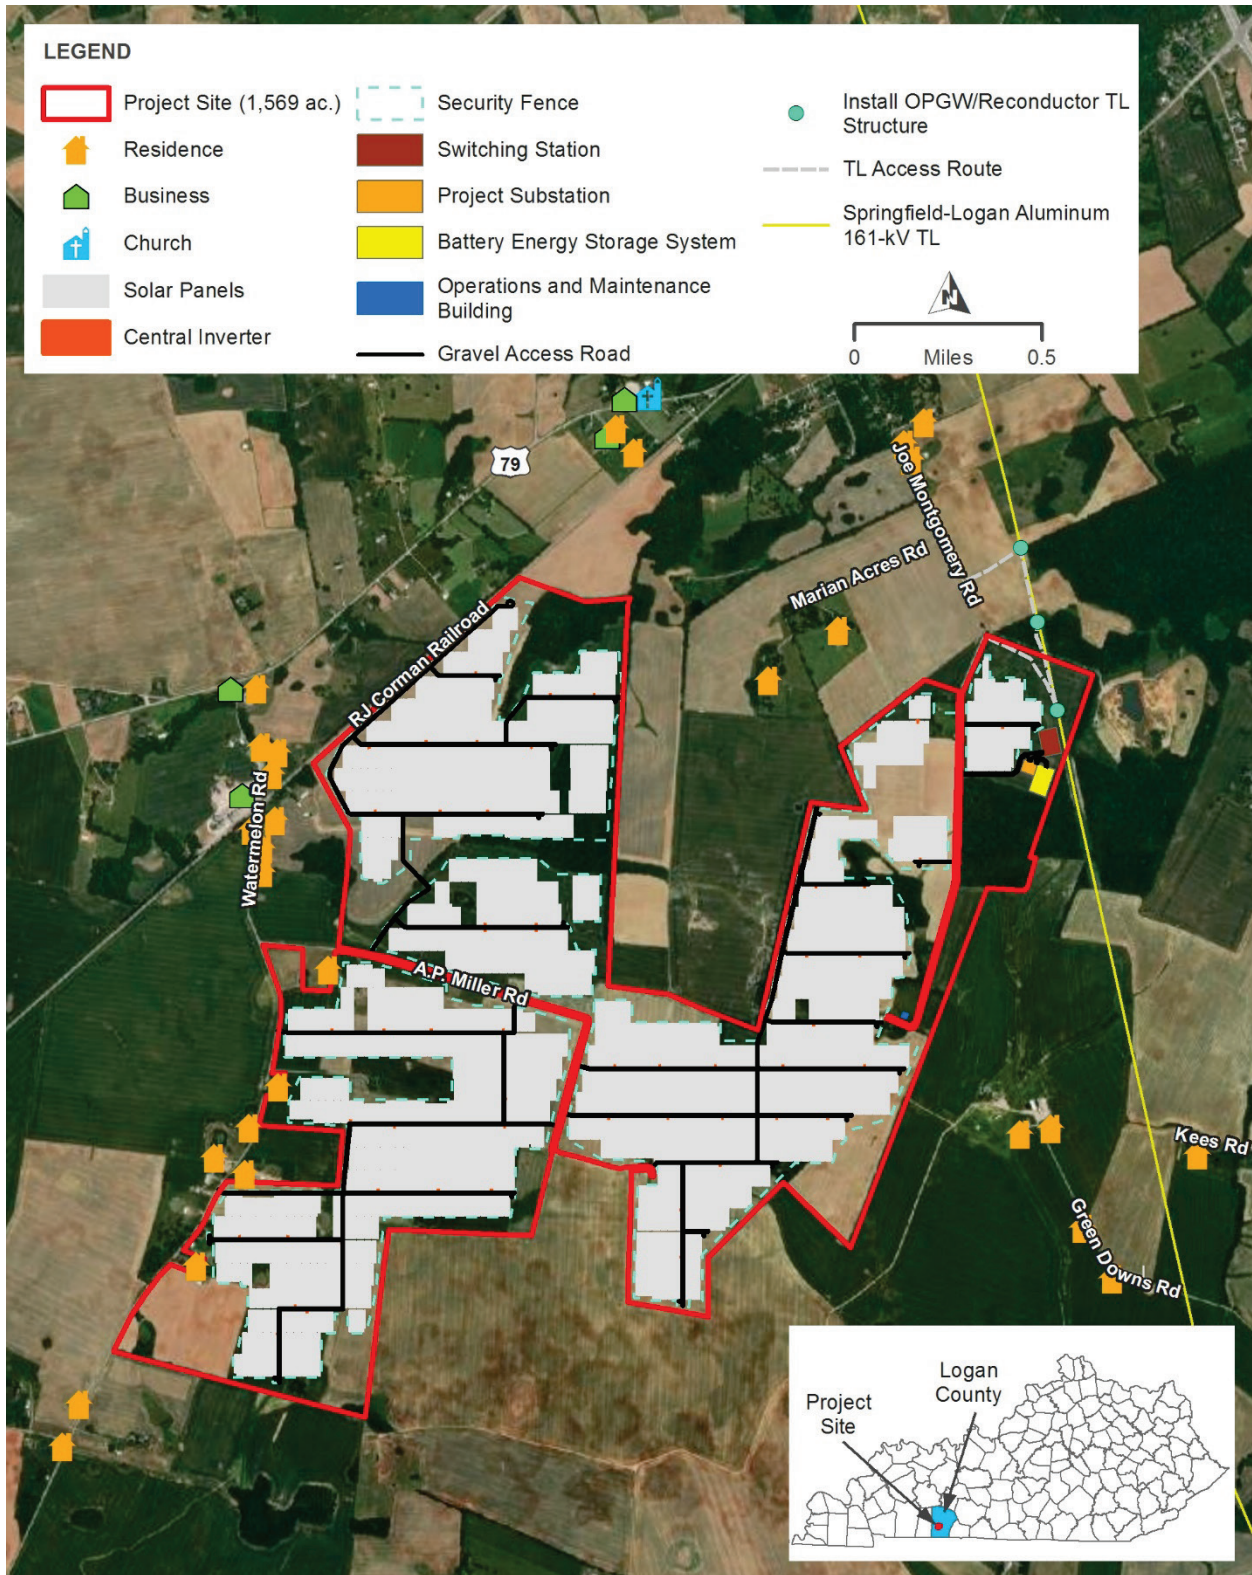 LEGEND
Project Site (1,569 ac.)
Residence
Business
Church
Solar Panels
Central Inverter
Security Fence
Switching Station
Project Substation
Battery Energy Storage System
Operations and Maintenance
Building
Gravel Access Road
Install OPGW/Reconductor TL
Structure
TL Access Route
Springfield-Logan Aluminum
161-kV TL
N
0 Miles 0.5
79
Joe Montgomery Rd
Marian Acres Rd
RJ Corman Railroad
Watermelon Rd
A.P. Miller Rd
Kees Rd
Green Downs Rd
Logan
County
Project
Site